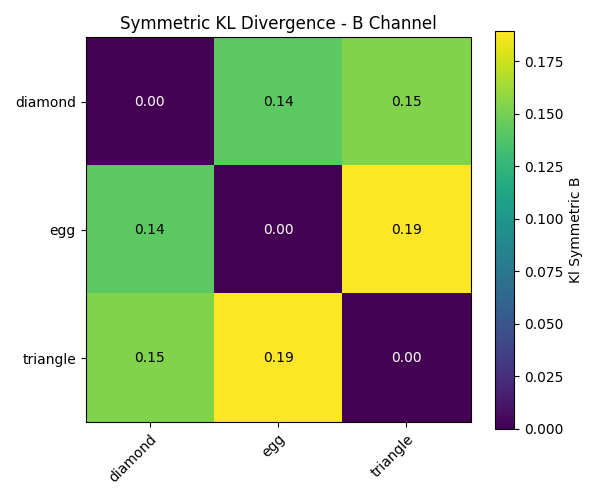 Symmetric KL Divergence - B Channel
diamond
0.00
0.14
0.15
egg
0.14
0.00
0.19
triangle
0.15
0.19
0.00
diamond
egg
triangle
0.175
0.150
0.125
0.100
0.075
0.050
0.025
0.000
Kl Symmetric B